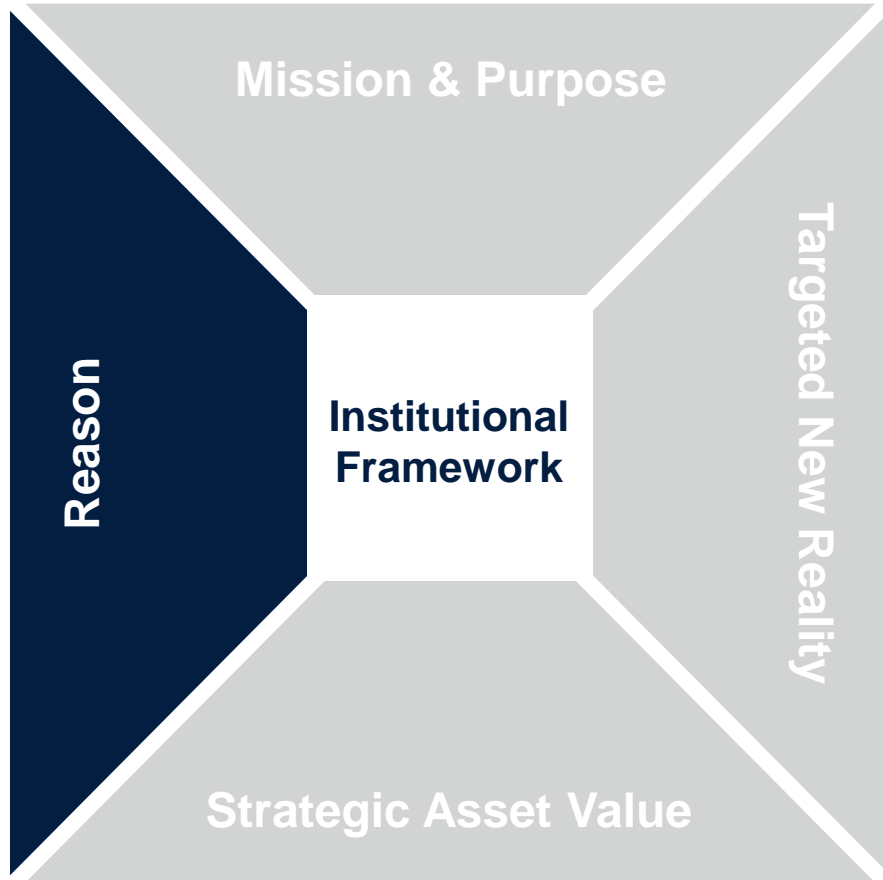 Mission & Purpose
Reason
Institutional
Framework
Targeted New Reality
Strategic Asset Value